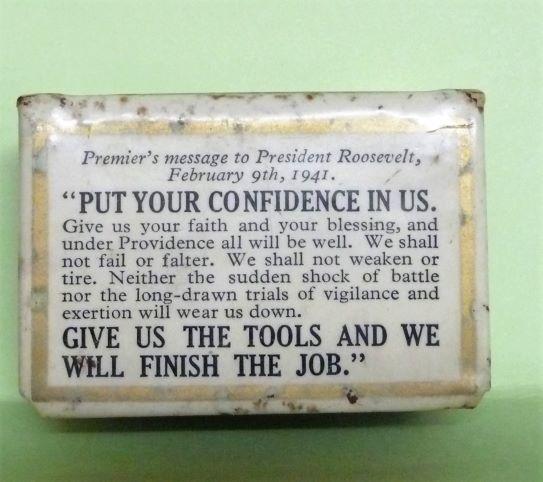 Premier's message to President Roosevelt,
February 9th, 1941.
"PUT YOUR CONFIDENCE IN US.
Give us your faith and your blessing, and
under Providence all will be well. We shall
not fail or falter. We shall not weaken or
tire. Neither the sudden shock of battle
nor the long-drawn trials of vigilance and
exertion will wear us down.
GIVE US THE TOOLS AND WE
WILL FINISH THE JOB."